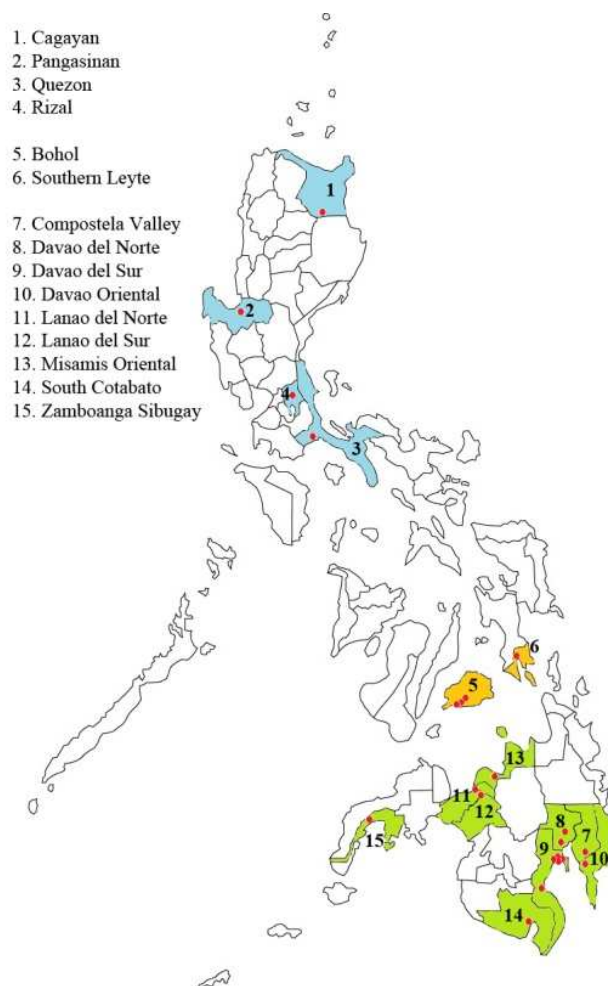 1. Cagayan
2. Pangasinan
3. Quezon
4. Rizal
5. Bohol
6. Southern Leyte
7. Compostela Valley
8. Davao del Norte
9. Davao del Sur
10. Davao Oriental
11. Lanao del Norte
12. Lanao del Sur
13. Misamis Oriental
14. South Cotabato
15. Zamboanga Sibugay
1
2
4
3
6
5
13
11
12
8
7
15
9
10
14